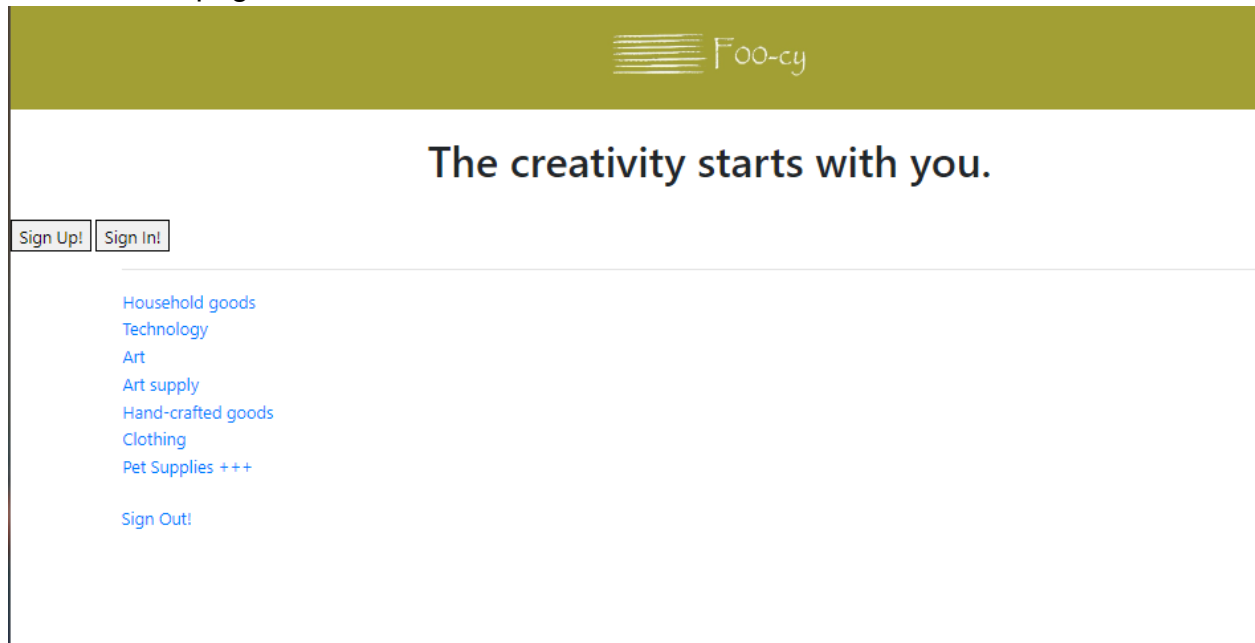 Foo-cy
The creativity starts with you.
Sign Up! Sign In!
Household goods
Technology
Art
Art supply
Hand-crafted goods
Clothing
Pet Supplies +++
Sign Out!